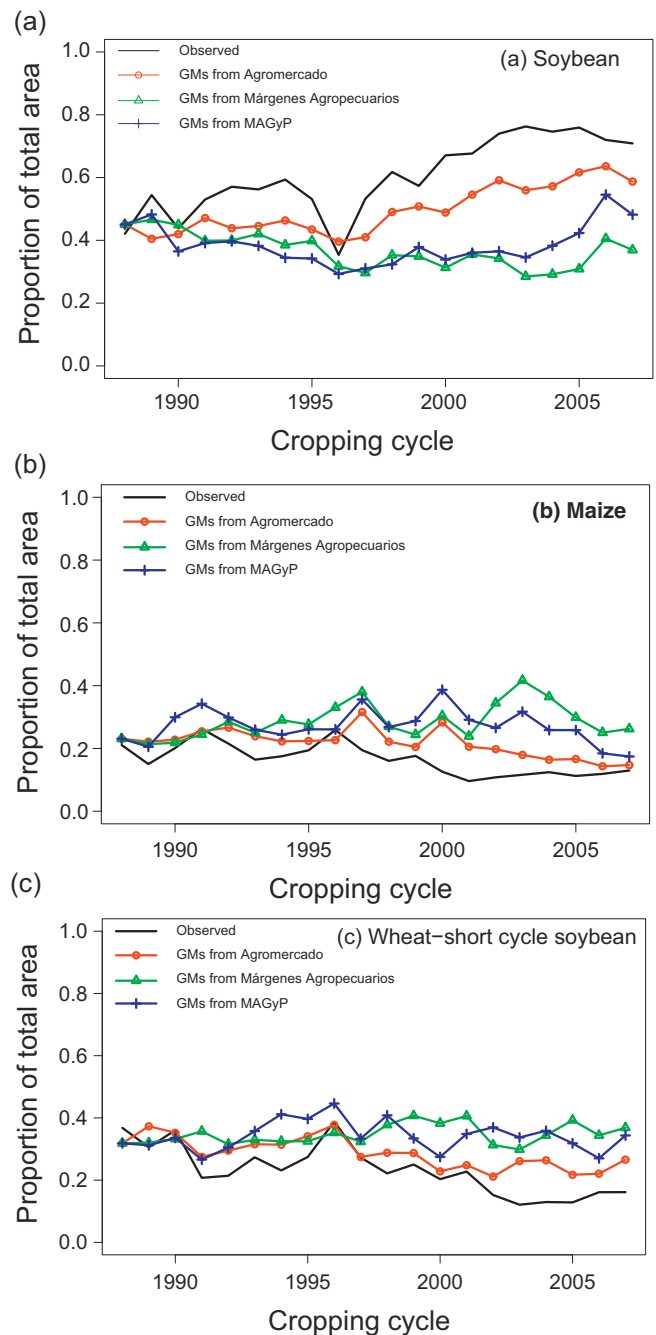 (a)
1.0
Observed
(a) Soybean
GMs from Agromercado
0.8
GMs from Márgenes Agropecuarios
GMs from MAGyP
0.6
0.4
0.2
0.0
Proportion of total area
1990 1995 2000 2005
Cropping cycle
(b)
1.0
Observed
(b) Maize
GMs from Agromercado
0.8
GMs from Márgenes Agropecuarios
GMs from MAGyP
0.6
0.4
0.2
0.0
Proportion of total area
1990 1995 2000 2005
Cropping cycle
(c)
1.0
Observed
(c) Wheat−short cycle soybean
GMs from Agromercado
0.8
GMs from Márgenes Agropecuarios
GMs from MAGyP
0.6
0.4
0.2
0.0
Proportion of total area
1990 1995 2000 2005
Cropping cycle